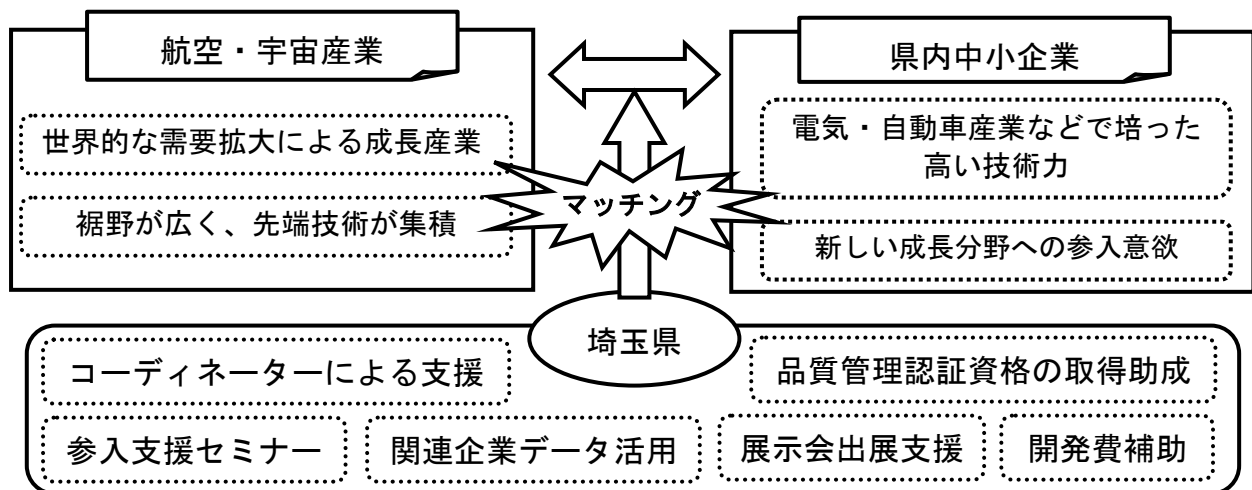 航空・宇宙産業
世界的な需要拡大による成長産業
裾野が広く、先端技術が集積
マッチング
県内中小企業
電気・自動車産業などで培った
高い技術力
新しい成長分野への参入意欲
埼玉県
コーディネーターによる支援
品質管理認証資格の取得助成
参入支援セミナー
関連企業データ活用
展示会出展支援
開発費補助